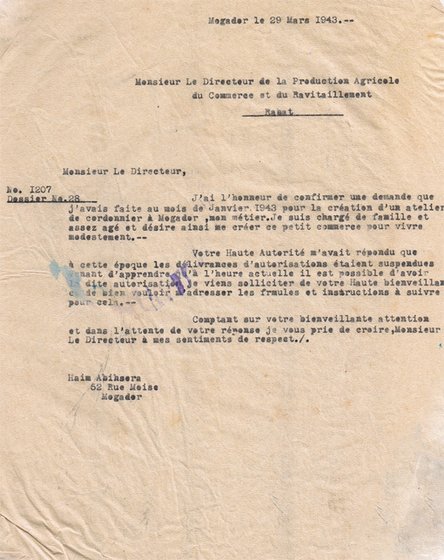 Mogador le 29 Mars 1943.--
Monsieur Le Directeur de la Production Agricole
du Commerce et du Ravitaillement
Rabat
Monsieur Le Directeur,
No. I207
Dossier No.28
J'ai l'honneur de confirmer une demande que
j'avais faite au mois de Janvier 1943 pour la création d'un atelier
de cordonnier à Mogador ,mon métier.Je suis chargé de famille et
assez agé et désire ainsi me créer ce petit commerce pour vivre
modestement.--
Votre Haute Autorité m'avait répondu que
à cette époque les délivrances d'autorisations étaient suspendues
nant d'apprendre à l'heure actuelle il est possible d'avoir
dite autorisation je viens solliciter de votre Haute bienveillan
ce de bien vouloir m'adresser les frmules et instructions à suivre
pour cela.--
Comptant sur votre bienveillante attention
et dans l'attente de votre réponse je vous prie de croire,Monsieur
Le Directeur à mes sentiments de respect./.
Haim Abihsera
52 Rue Moise
Mogador